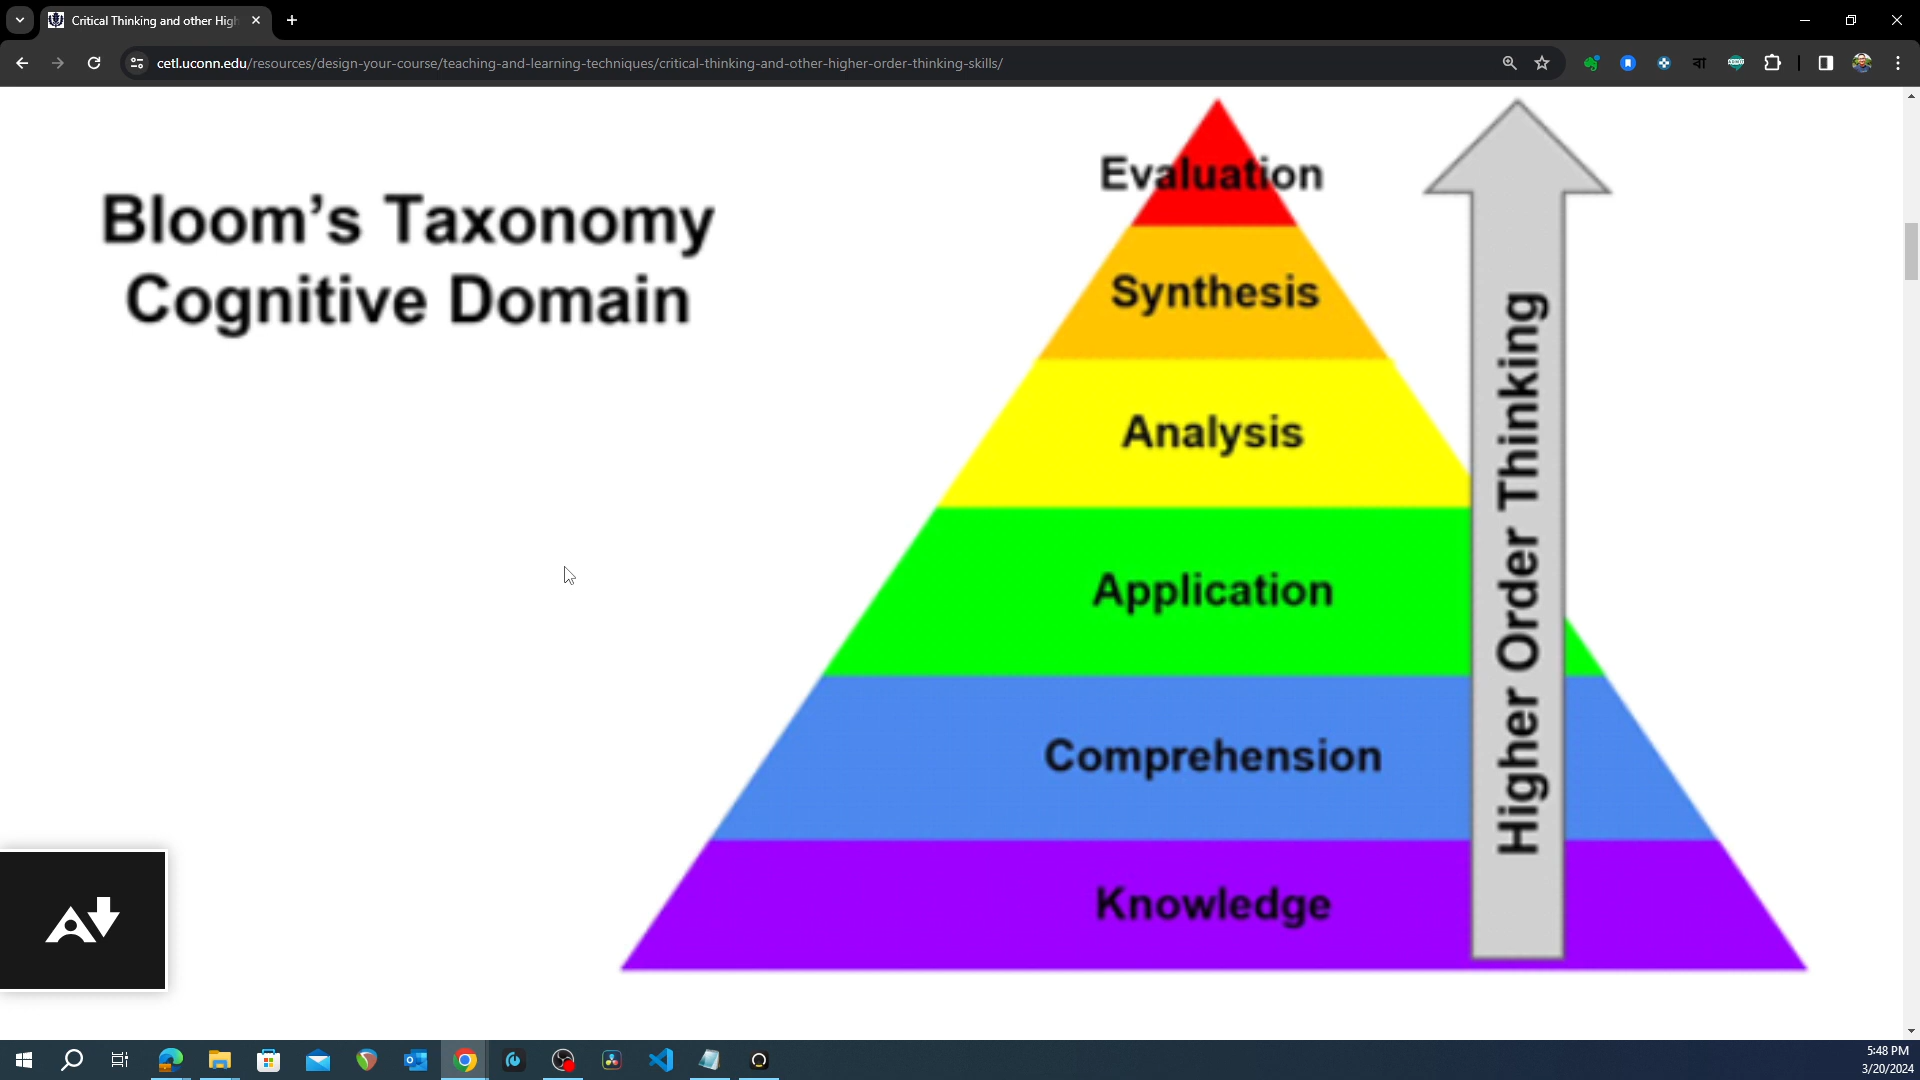 Critical Thinking and other High
cetl.uconn.edu/resources/design-your-course/teaching-and-learning-techniques/critical-thinking-and-other-higher-order-thinking-skills/
Bloom’s Taxonomy
Cognitive Domain
Evaluation
Synthesis
Analysis
Application
Comprehension
Knowledge
Higher Order Thinking
5:48 PM
3/20/2024